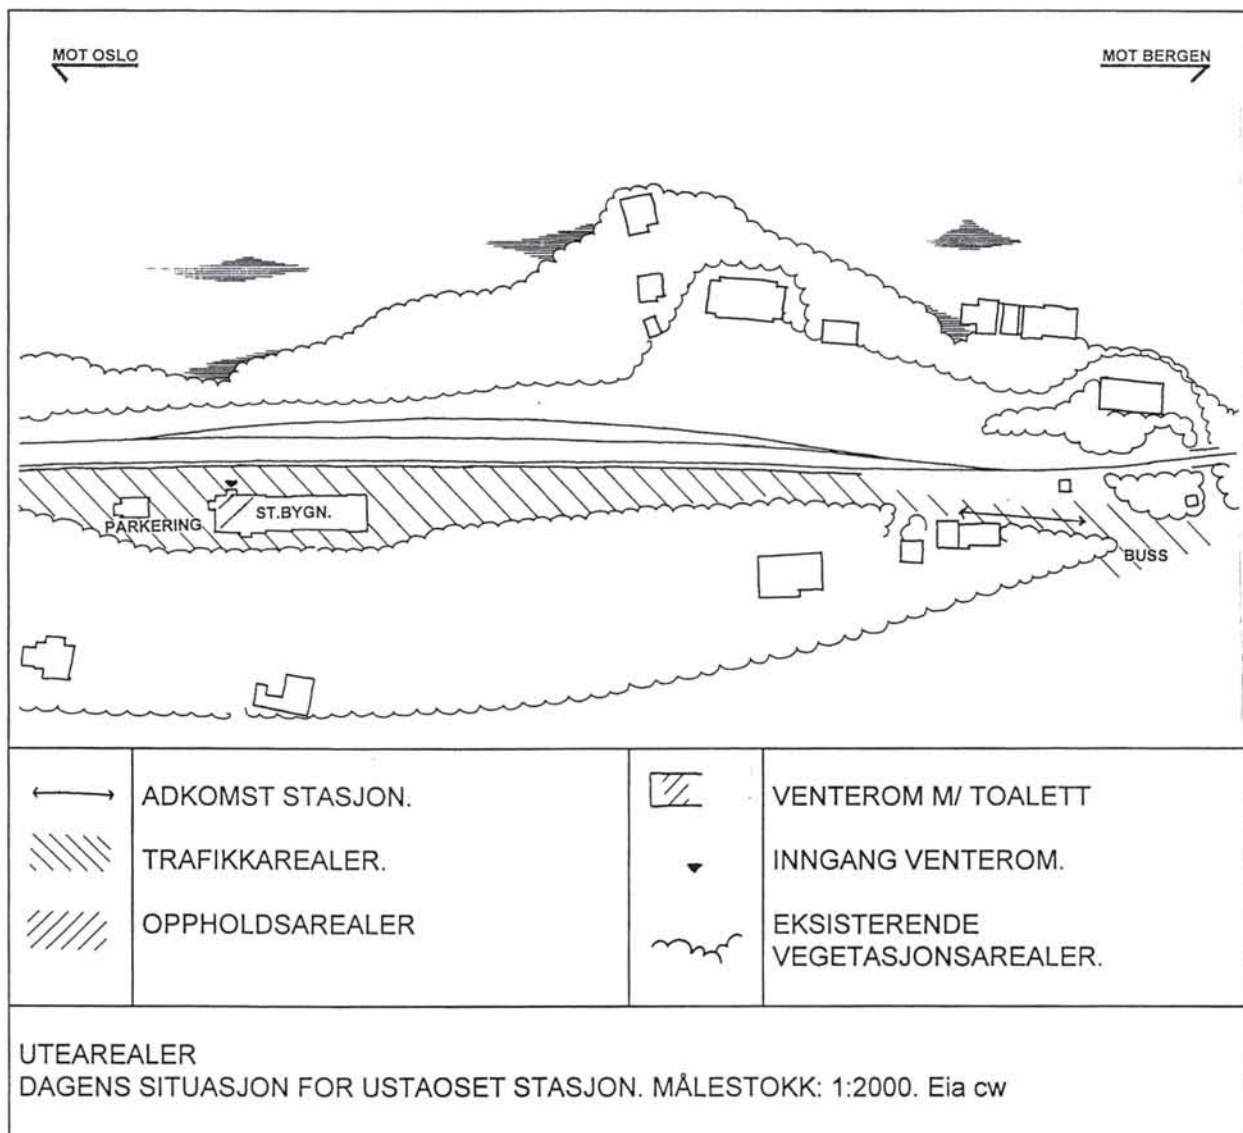 MOT OSLO
MOT BERGEN
PARKERING
ST.BYGN.
BUSS
ADKOMST STASJON.
TRAFIKKAREALER.
OPPHOLDSAREALER
VENTEROM M/ TOALETT
INNGANG VENTEROM.
EKSISTERENDE
VEGETASJONSAREALER.
UTEAREALER
DAGENS SITUASJON FOR USTAOSET STASJON. MÅLESTOKK: 1:2000. Eia cw